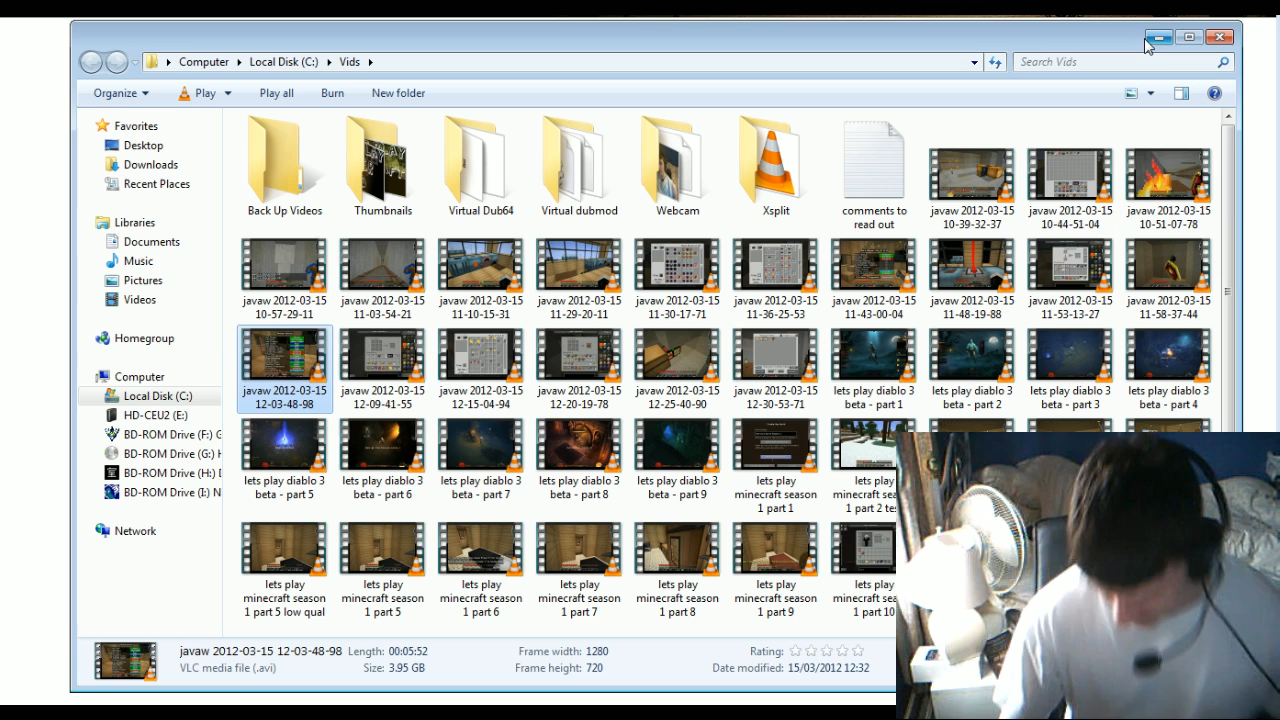 Computer Local Disk (C:) Vids
Search Vids
Organize Play Play all Burn New folder
Favorites
Desktop
Downloads
Recent Places
Libraries
Documents
Music
Pictures
Videos
Homegroup
Computer
Local Disk (C:)
HD-CEU2 (E:)
BD-ROM Drive (F:) G
BD-ROM Drive (G:) H
BD-ROM Drive (H:)
BD-ROM Drive (I:) N
Network
Back Up Videos
Thumbnails
Virtual Dub64
Virtual dubmod
Webcam
Xsplit
comments to
read out
javaw 2012-03-15
10-39-32-37
javaw 2012-03-15
10-44-51-04
javaw 2012-03-15
10-51-07-78
javaw 2012-03-15
10-57-29-11
javaw 2012-03-15
11-03-54-21
javaw 2012-03-15
11-10-15-31
javaw 2012-03-15
11-29-20-11
javaw 2012-03-15
11-30-17-71
javaw 2012-03-15
11-36-25-53
javaw 2012-03-15
11-43-00-04
javaw 2012-03-15
11-48-19-88
javaw 2012-03-15
11-53-13-27
javaw 2012-03-15
11-58-37-44
javaw 2012-03-15
12-03-48-98
javaw 2012-03-15
12-09-41-55
javaw 2012-03-15
12-15-04-94
javaw 2012-03-15
12-20-19-78
javaw 2012-03-15
12-25-40-90
javaw 2012-03-15
12-30-53-71
lets play diablo 3
beta - part 1
lets play diablo 3
beta - part 2
lets play diablo 3
beta - part 3
lets play diablo 3
beta - part 4
lets play diablo 3
beta - part 5
lets play diablo 3
beta - part 6
lets play diablo 3
beta - part 7
lets play diablo 3
beta - part 8
lets play diablo 3
beta - part 9
lets play
minecraft season
1 part 1
lets play
minecraft sea
1 part 2 te
lets play
minecraft season
1 part 5 low qual
lets play
minecraft season
1 part 5
lets play
minecraft season
1 part 6
lets play
minecraft season
1 part 7
lets play
minecraft season
1 part 8
lets play
minecraft season
1 part 9
lets play
minecraft sea
1 part 10
javaw 2012-03-15 12-03-48-98
VLC media file (.avi)
Length: 00:05:52
Size: 3.95 GB
Frame width: 1280
Frame height: 720
Rating:
Date modified: 15/03/2012 12:32